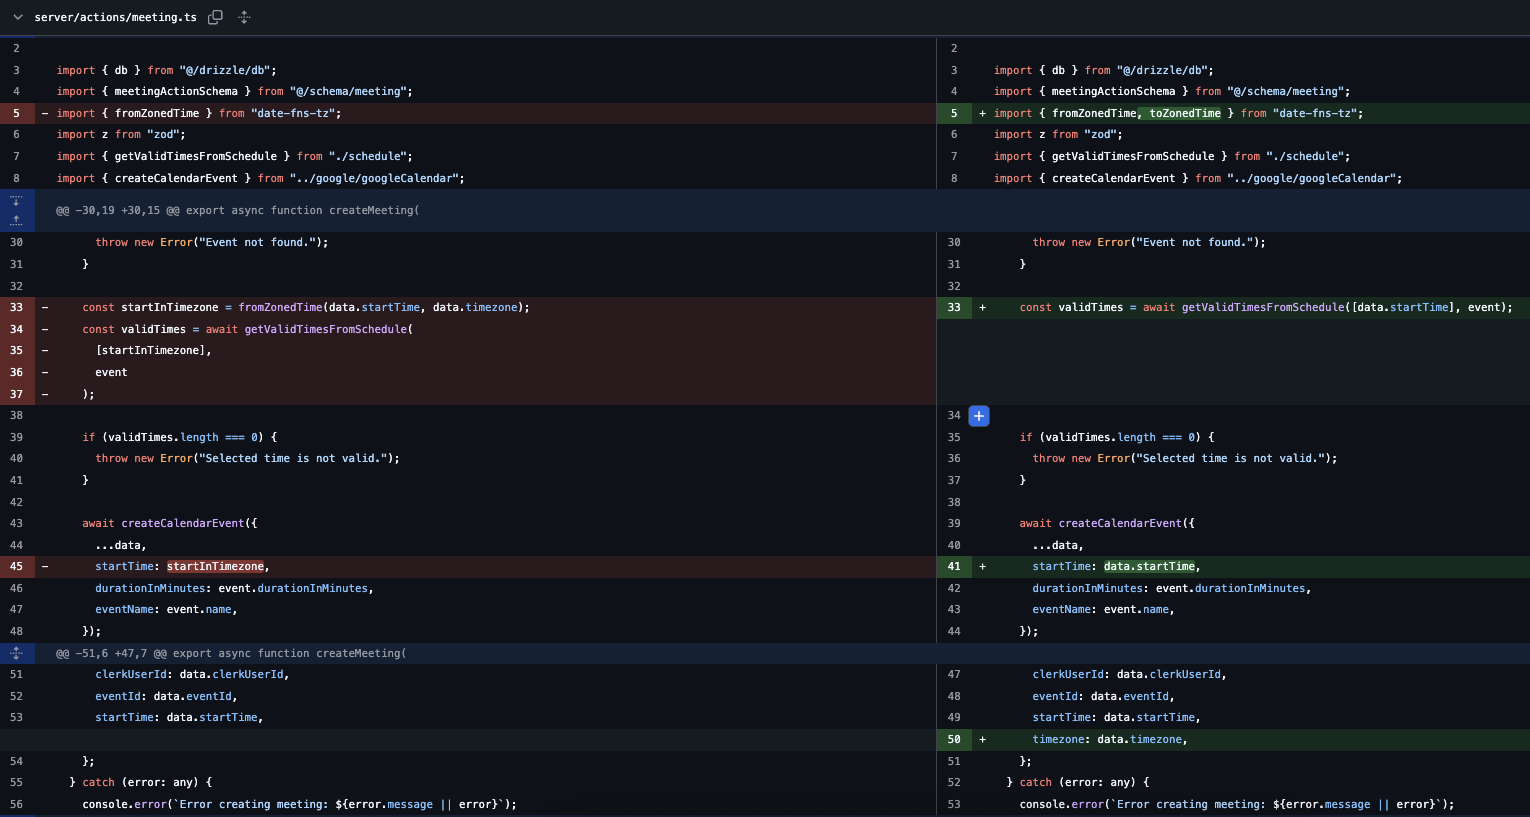 server/actions/meeting.ts
2
3 import { db } from "@/drizzle/db";
4 import { meetingActionSchema } from "@/schema/meeting";
5 - import { fromZonedTime } from "date-fns-tz";
6 import z from "zod";
7 import { getValidTimesFromSchedule } from "./schedule";
8 import { createCalendarEvent } from "../google/googleCalendar";
@@ -30,19 +30,15 @@ export async function createMeeting(
30 throw new Error("Event not found.");
31 }
32
33 - const startInTimezone = fromZonedTime(data.startTime, data.timezone);
34 - const validTimes = await getValidTimesFromSchedule(
35 - [startInTimezone],
36 - event
37 - );
38
39 if (validTimes.length === 0) {
40 throw new Error("Selected time is not valid.");
41 }
42
43 await createCalendarEvent({
44 ...data,
45 - startTime: startInTimezone,
46 durationInMinutes: event.durationInMinutes,
47 eventName: event.name,
48 });
@@ -51,6 +47,7 @@ export async function createMeeting(
51 clerkUserId: data.clerkUserId,
52 eventId: data.eventId,
53 startTime: data.startTime,
54 };
55 } catch (error: any) {
56 console.error(`Error creating meeting: ${error.message || error}`);
2
3 import { db } from "@/drizzle/db";
4 import { meetingActionSchema } from "@/schema/meeting";
5 + import { fromZonedTime, toZonedTime } from "date-fns-tz";
6 import z from "zod";
7 import { getValidTimesFromSchedule } from "./schedule";
8 import { createCalendarEvent } from "../google/googleCalendar";
30 throw new Error("Event not found.");
31 }
32
33 + const validTimes = await getValidTimesFromSchedule([data.startTime], event);
34 +
35 if (validTimes.length === 0) {
36 throw new Error("Selected time is not valid.");
37 }
38
39 await createCalendarEvent({
40 ...data,
41 + startTime: data.startTime,
42 durationInMinutes: event.durationInMinutes,
43 eventName: event.name,
44 });
47 clerkUserId: data.clerkUserId,
48 eventId: data.eventId,
49 startTime: data.startTime,
50 + timezone: data.timezone,
51 };
52 } catch (error: any) {
53 console.error(`Error creating meeting: ${error.message || error}`);